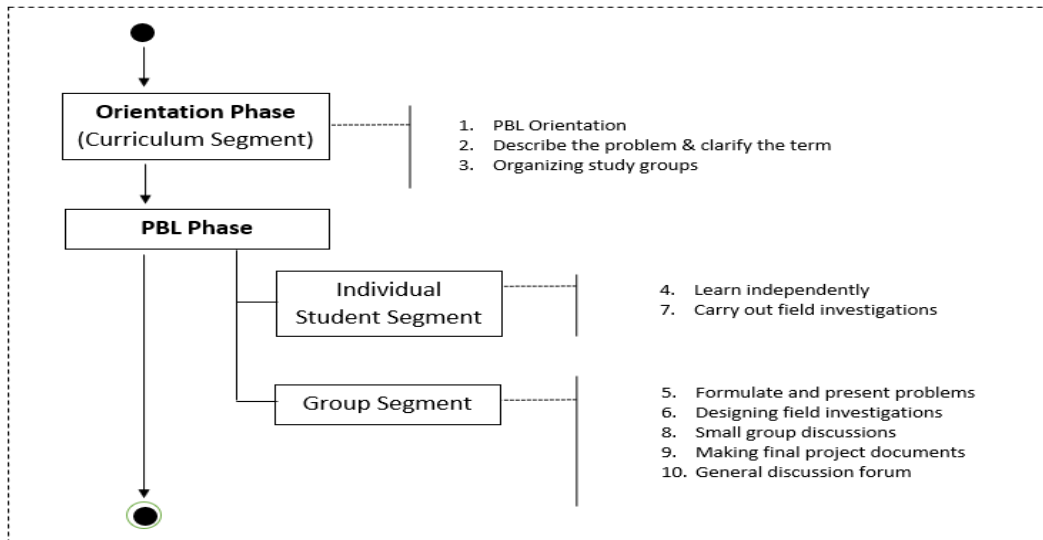 Orientation Phase
(Curriculum Segment)
1. PBL Orientation
2. Describe the problem & clarify the term
3. Organizing study groups
PBL Phase
Individual
Student Segment
4. Learn independently
7. Carry out field investigations
Group Segment
5. Formulate and present problems
6. Designing field investigations
8. Small group discussions
9. Making final project documents
10. General discussion forum